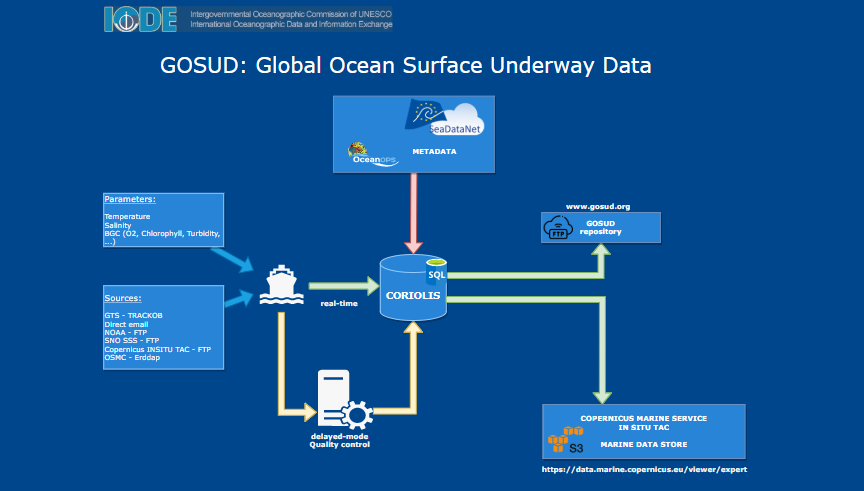 IODE
Intergovernmental Oceanographic Commission of UNESCO
International Oceanographic Data and Information Exchange
GOSUD: Global Ocean Surface Underway Data
SeaDataNet
OceanOPS
METADATA
Parameters:
Temperature
Salinity
BGC (O2, Chlorophyll, Turbidity,
...)
Sources:
GTS - TRACKOB
Direct email
NOAA - FTP
SNO SSS - FTP
Copernicus INSITU TAC - FTP
OSMC - Erddap
real-time
SQL
CORIOLIS
delayed-mode
Quality control
www.gosud.org
FTP
GOSUD
repository
COPERNICUS MARINE SERVICE
IN SITU TAC
S3
MARINE DATA STORE
https://data.marine.copernicus.eu/viewer/expert